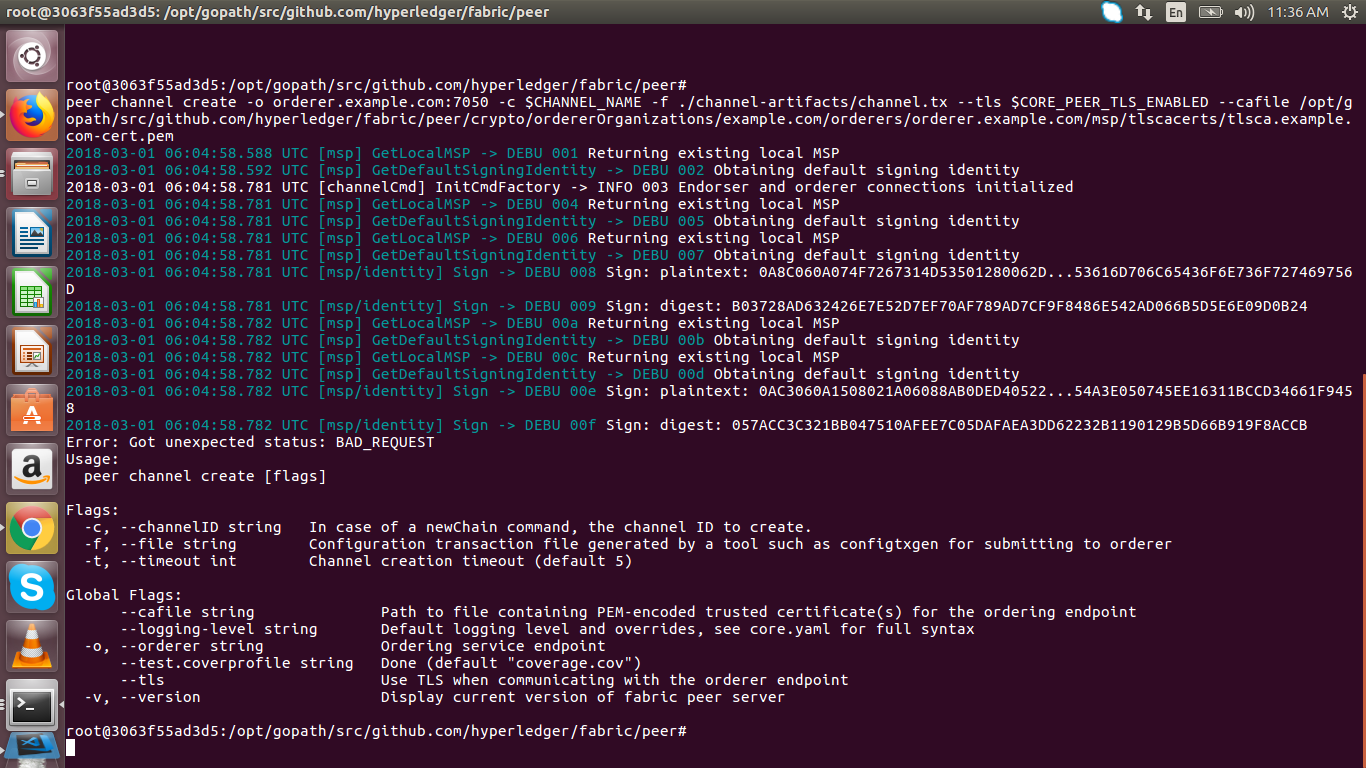 root@3063f55ad3d5: /opt/gopath/src/github.com/hyperledger/fabric/peer
En
11:36 AM
root@3063f55ad3d5:/opt/gopath/src/github.com/hyperledger/fabric/peer#
peer channel create -o orderer.example.com:7050 -c $CHANNEL_NAME -f ./channel-artifacts/channel.tx --tls $CORE_PEER_TLS_ENABLED --cafile /opt/g
opath/src/github.com/hyperledger/fabric/peer/crypto/ordererOrganizations/example.com/orderers/orderer.example.com/msp/tlscacerts/tlsca.example.
com-cert.pem
2018-03-01 06:04:58.588 UTC [msp] GetLocalMSP -> DEBU 001 Returning existing local MSP
2018-03-01 06:04:58.592 UTC [msp] GetDefaultSigningIdentity -> DEBU 002 Obtaining default signing identity
2018-03-01 06:04:58.781 UTC [channelCmd] InitCmdFactory -> INFO 003 Endorser and orderer connections initialized
2018-03-01 06:04:58.781 UTC [msp] GetLocalMSP -> DEBU 004 Returning existing local MSP
2018-03-01 06:04:58.781 UTC [msp] GetDefaultSigningIdentity -> DEBU 005 Obtaining default signing identity
2018-03-01 06:04:58.781 UTC [msp] GetLocalMSP -> DEBU 006 Returning existing local MSP
2018-03-01 06:04:58.781 UTC [msp] GetDefaultSigningIdentity -> DEBU 007 Obtaining default signing identity
2018-03-01 06:04:58.781 UTC [msp/identity] Sign -> DEBU 008 Sign: plaintext: 0A8C060A074F7267314D53501280062D...53616D706C65436F6E736F727469756
D
2018-03-01 06:04:58.781 UTC [msp/identity] Sign -> DEBU 009 Sign: digest: B03728AD632426E7E52D7EF70AF789AD7CF9F8486E542AD066B5D5E6E09D0B24
2018-03-01 06:04:58.782 UTC [msp] GetLocalMSP -> DEBU 00a Returning existing local MSP
2018-03-01 06:04:58.782 UTC [msp] GetDefaultSigningIdentity -> DEBU 00b Obtaining default signing identity
2018-03-01 06:04:58.782 UTC [msp] GetLocalMSP -> DEBU 00c Returning existing local MSP
2018-03-01 06:04:58.782 UTC [msp] GetDefaultSigningIdentity -> DEBU 00d Obtaining default signing identity
2018-03-01 06:04:58.782 UTC [msp/identity] Sign -> DEBU 00e Sign: plaintext: 0AC3060A1508021A06088AB0DED40522...54A3E050745EE16311BCCD34661F945
8
2018-03-01 06:04:58.782 UTC [msp/identity] Sign -> DEBU 00f Sign: digest: 057ACC3C321BB047510AFEE7C05DAFAEA3DD62232B1190129B5D66B919F8ACCB
Error: Got unexpected status: BAD_REQUEST
Usage:
  peer channel create [flags]
Flags:
  -c, --channelID string   In case of a newChain command, the channel ID to create.
  -f, --file string        Configuration transaction file generated by a tool such as configtxgen for submitting to orderer
  -t, --timeout int        Channel creation timeout (default 5)
Global Flags:
      --cafile string              Path to file containing PEM-encoded trusted certificate(s) for the ordering endpoint
      --logging-level string       Default logging level and overrides, see core.yaml for full syntax
  -o, --orderer string             Ordering service endpoint
      --test.coverprofile string   Done (default "coverage.cov")
      --tls                        Use TLS when communicating with the orderer endpoint
  -v, --version                    Display current version of fabric peer server
root@3063f55ad3d5:/opt/gopath/src/github.com/hyperledger/fabric/peer#